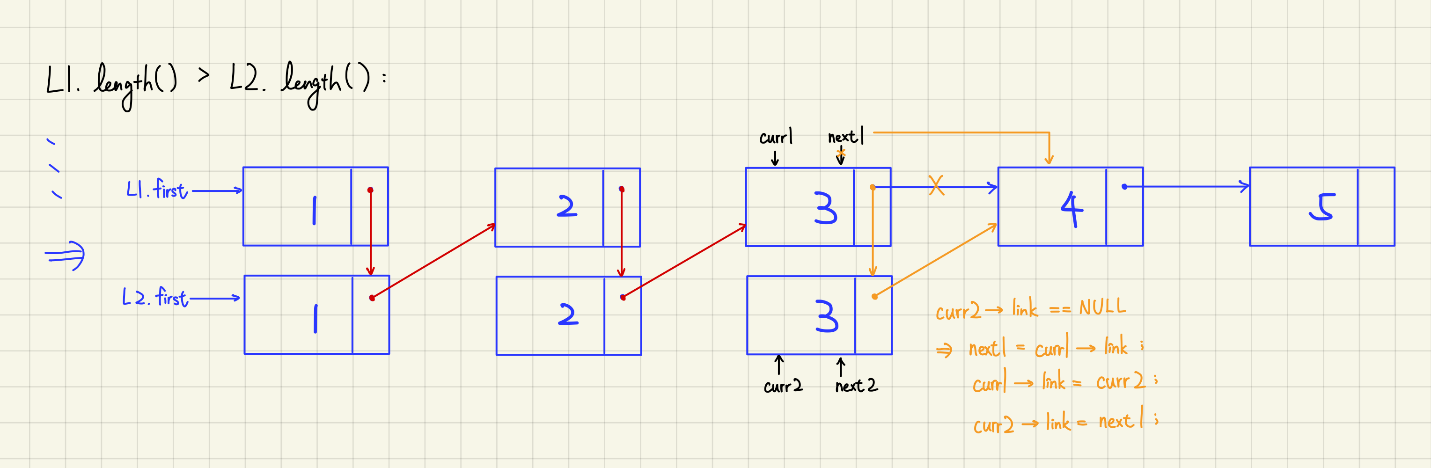 L1.length() > L2.length():
curr1 next1
L1.first 1 2 3 4 5
⇒
L2.first 1 2 3
curr2 next2
curr2 → link == NULL
⇒ next1 = curr1 → link ;
curr1 → link = curr2 ;
curr2 → link = next1 ;